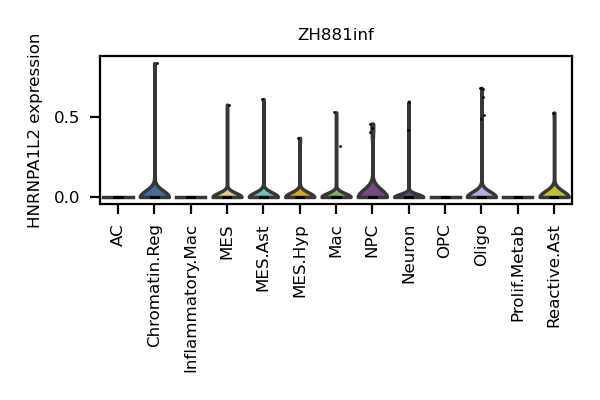 ZH881inf
HNRNPA1L2 expression
0.5
0.0
AC
Chromatin.Reg
Inflammatory.Mac
MES
MES.Ast
MES.Hyp
Mac
NPC
Neuron
OPC
Oligo
Prolif.Metab
Reactive.Ast